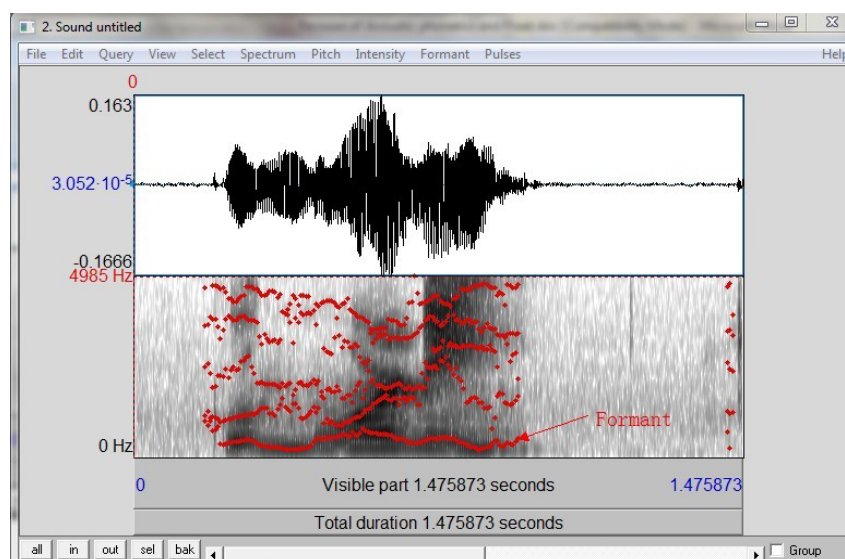 2. Sound untitled
File Edit Query View Select Spectrum Pitch Intensity Formant Pulses Help
0
0.163
3.052·10-5
-0.1666
4985 Hz
Formant
0 Hz
0 Visible part 1.475873 seconds 1.475873
Total duration 1.475873 seconds
all in out sel bak Group